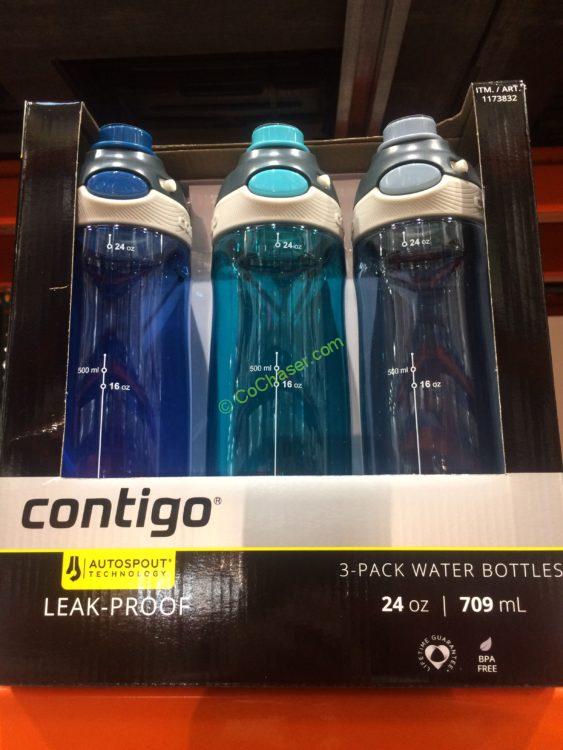 ITM. / ART.
1173832
24 oz
24 oz
24 oz
500 ml
16 oz
500 ml
16 oz
500 ml
16 oz
© CoChaser.com
contigo®
AUTOSPOUT®
TECHNOLOGY
LEAK-PROOF
3-PACK WATER BOTTLES
24 oz | 709 mL
LIFETIME GUARANTEE
BPA
FREE